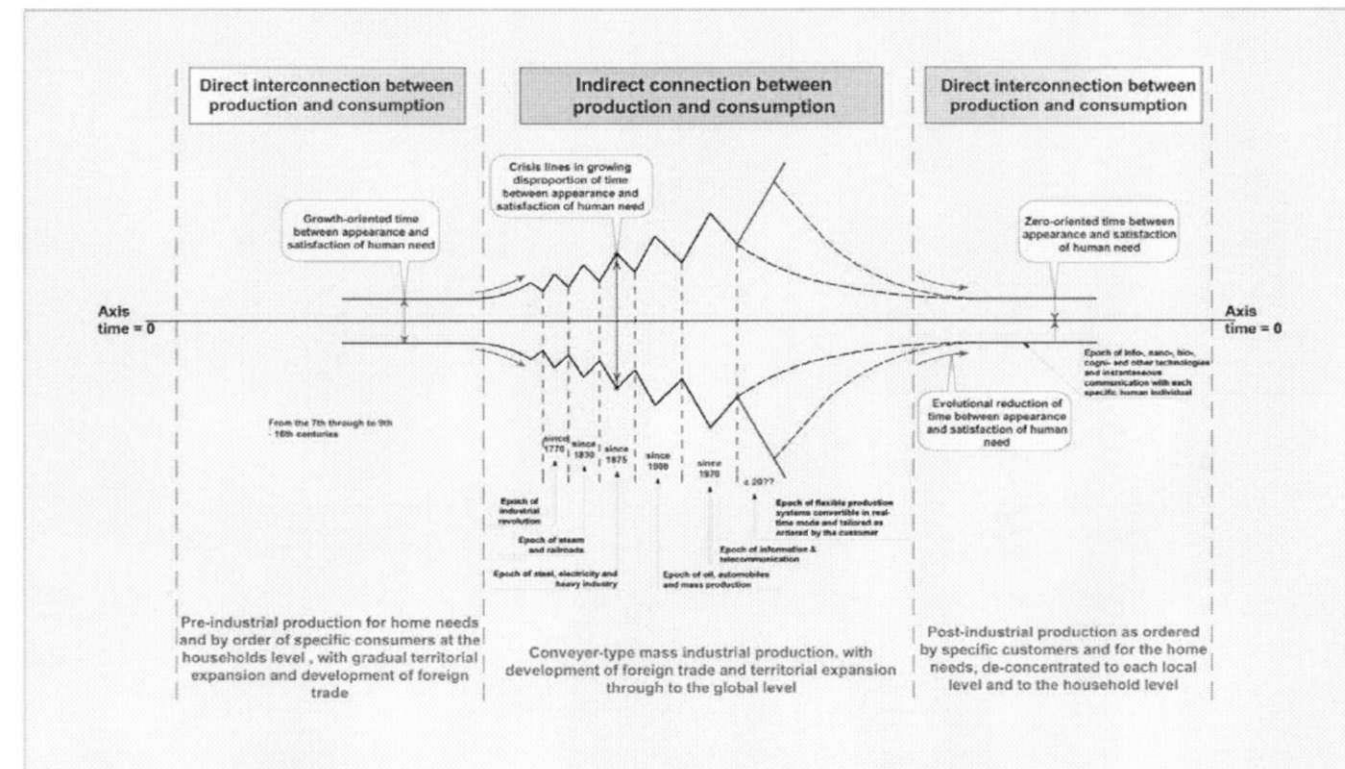 Direct interconnection between
production and consumption
Indirect connection between
production and consumption
Direct interconnection between
production and consumption
Crisis lines in growing
disproportion of time
between appearance and
satisfaction of human need
Growth-oriented time
between appearance and
satisfaction of human need
Zero-oriented time between
appearance and satisfaction
of human need
Axis
time = 0
Axis
time = 0
Epoch of info-, nano-, bio-,
cogni- and other technologies
and instantaneous
communication with each
specific human individual
Evolutional reduction of
time between appearance
and satisfaction of human
need
From the 7th through to 9th
- 16th centuries
since
1770
since
1830
since
1875
since
since
1970
c 20??
Epoch of
industrial
revolution
Epoch of steam
and railroads
Epoch of steel, electricity and
heavy industry
Epoch of oil, automobiles
and mass production
Epoch of information &
telecommunication
Epoch of flexible production
systems convertible in real-
time mode and tailored as
ordered by the customer
Pre-industrial production for home needs
and by order of specific consumers at the
households level , with gradual territorial
expansion and development of foreign
trade
Conveyer-type mass industrial production, with
development of foreign trade and territorial expansion
through to the global level
Post-industrial production as ordered
by specific customers and for the home
needs, de-concentrated to each local
level and to the household level